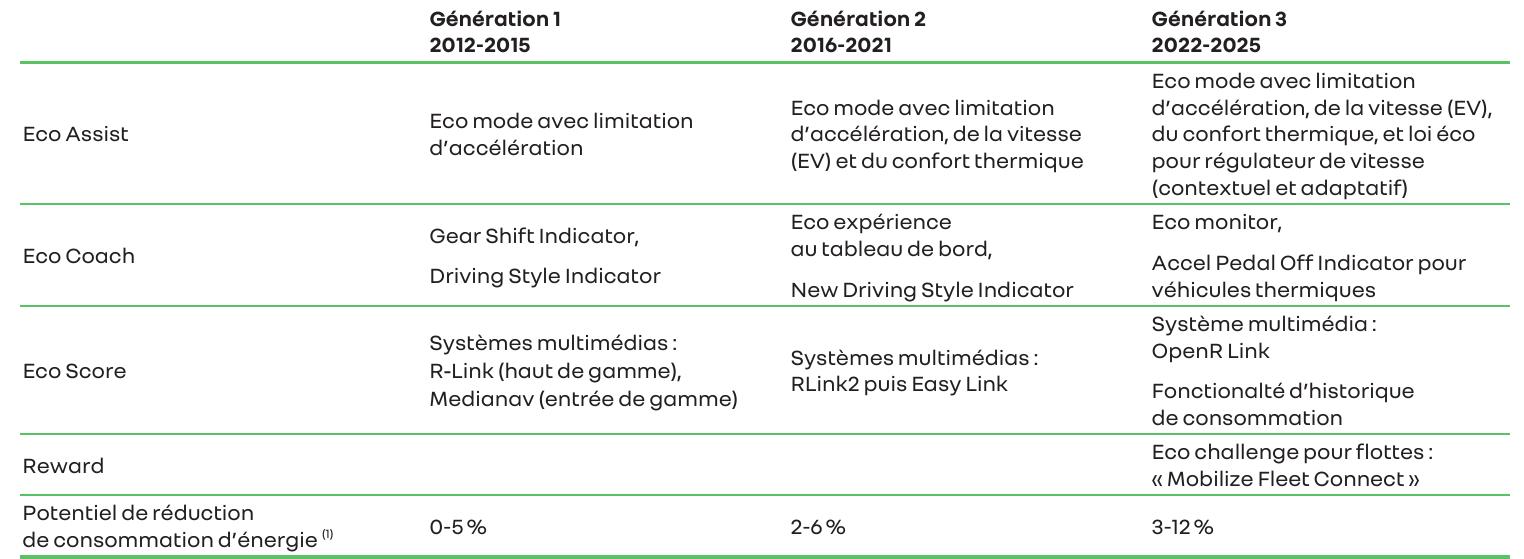 Génération 1
2012-2015
Génération 2
2016-2021
Génération 3
2022-2025
Eco Assist
Eco mode avec limitation
d’accélération
Eco mode avec limitation
d’accélération, de la vitesse
(EV) et du confort thermique
Eco mode avec limitation
d’accélération, de la vitesse (EV),
du confort thermique, et loi éco
pour régulateur de vitesse
(contextuel et adaptatif)
Eco Coach
Gear Shift Indicator,
Driving Style Indicator
Eco expérience
au tableau de bord,
New Driving Style Indicator
Eco monitor,
Accel Pedal Off Indicator pour
véhicules thermiques
Eco Score
Systèmes multimédias :
R-Link (haut de gamme),
Medianav (entrée de gamme)
Systèmes multimédias :
RLink2 puis Easy Link
Système multimédia :
OpenR Link
Fonctionalté d’historique
de consommation
Reward
Eco challenge pour flottes :
« Mobilize Fleet Connect »
Potentiel de réduction
de consommation d’énergie (1)
0-5 %
2-6 %
3-12 %